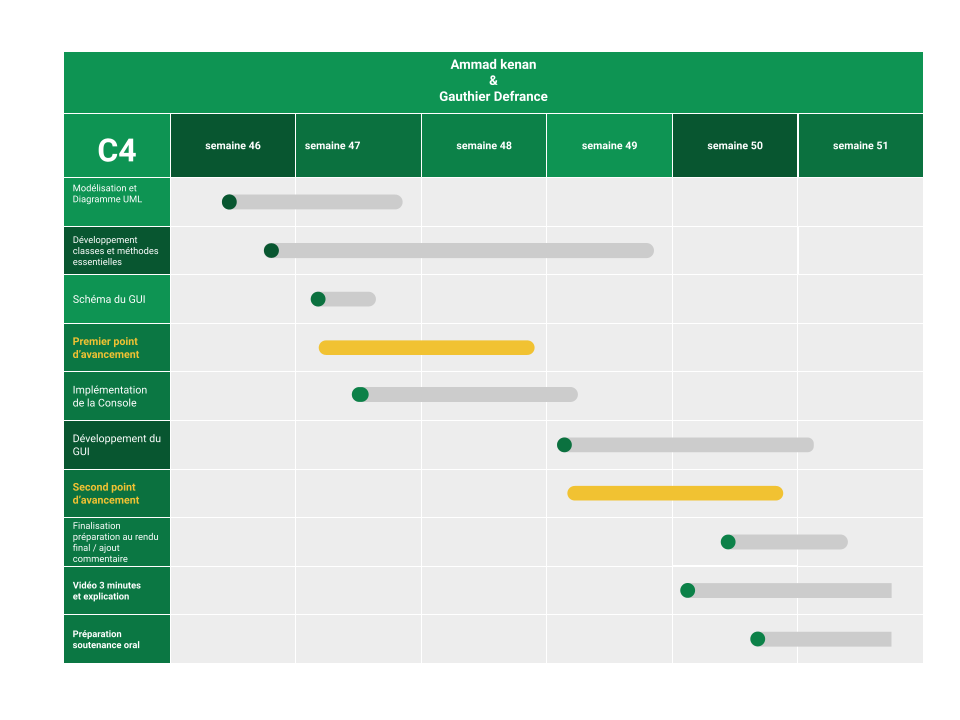 Ammad kenan
&
Gauthier Defrance
C4
semaine 46
semaine 47
semaine 48
semaine 49
semaine 50
semaine 51
Modélisation et
Diagramme UML
Développement
classes et méthodes
essentielles
Schéma du GUI
Premier point
d'avancement
Implémentation
de la Console
Développement du
GUI
Second point
d'avancement
Finalisation
préparation au rendu
final / ajout
commentaire
Vidéo 3 minutes
et explication
Préparation
soutenance oral